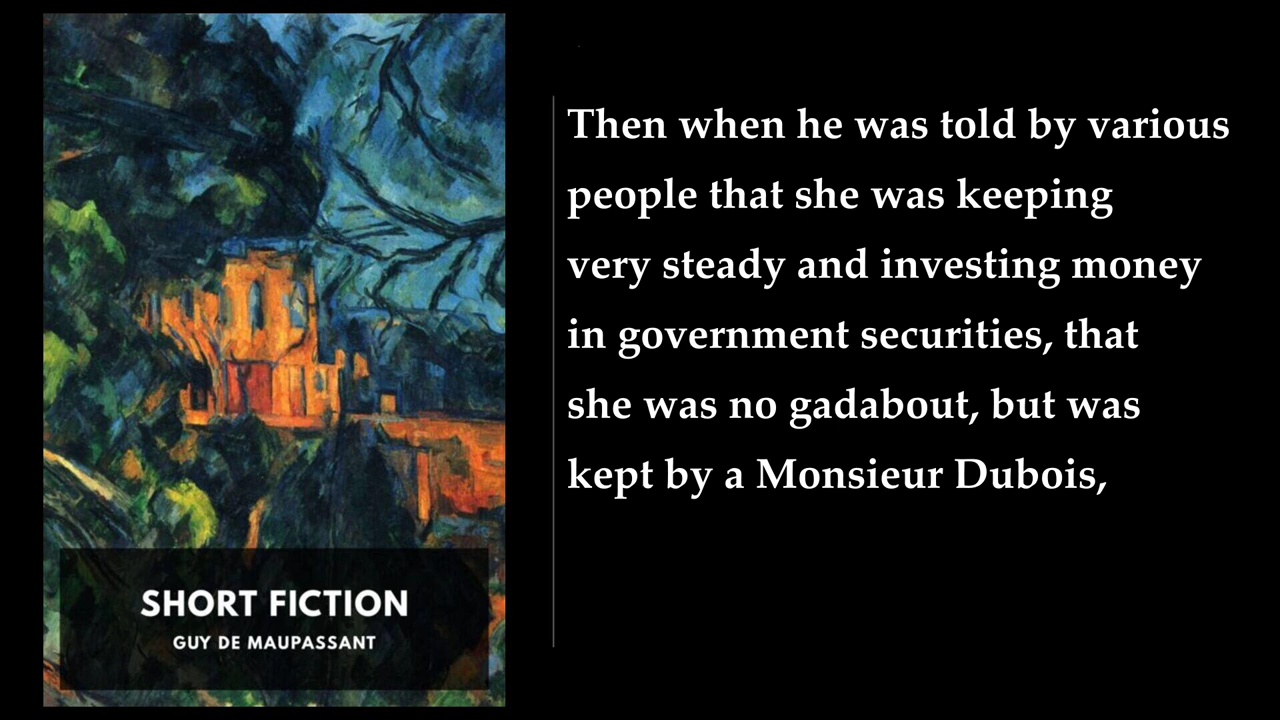 Then when he was told by various
people that she was keeping
very steady and investing money
in government securities, that
she was no gadabout, but was
kept by a Monsieur Dubois,
SHORT FICTION
GUY DE MAUPASSANT